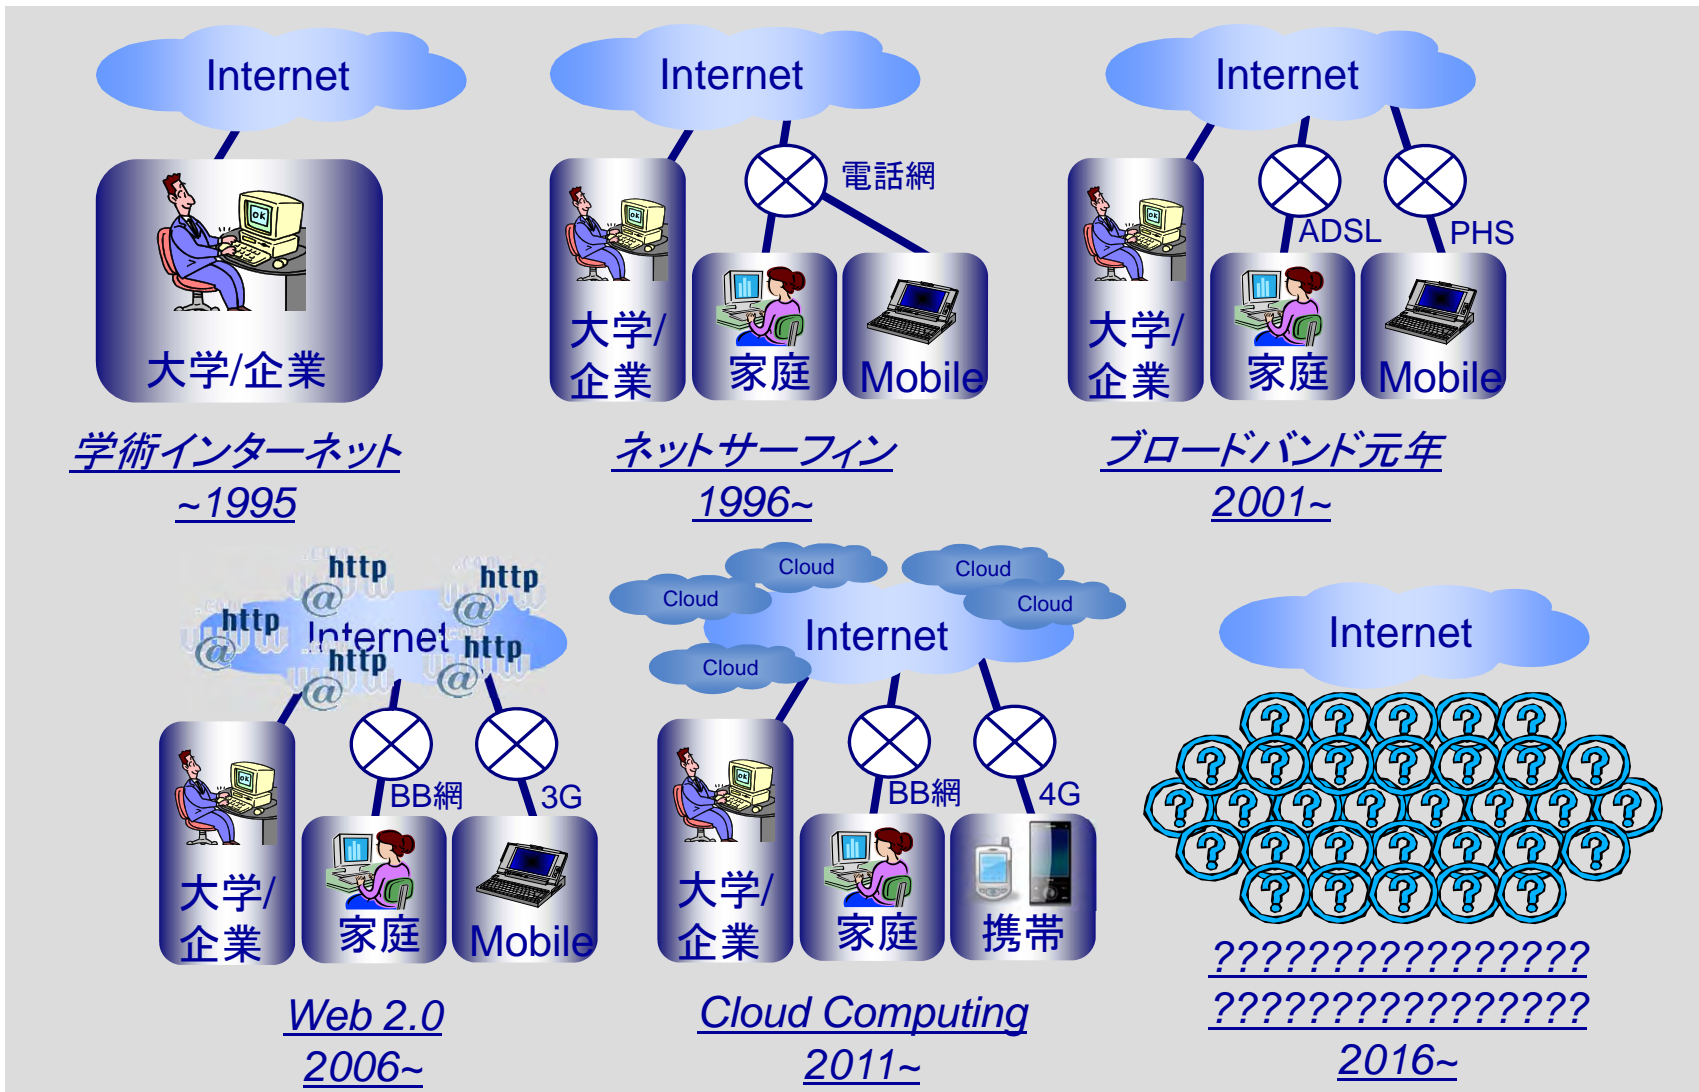 Internet
大学/企業
学術インターネット
~1995
Internet
電話網
大学/
企業
家庭
Mobile
ネットサーフィン
1996~
Internet
ADSL
PHS
大学/
企業
家庭
Mobile
ブロードバンド元年
2001~
http
@
http
@
http
@
Internet
http
@
http
@
BB網
3G
大学/
企業
家庭
Mobile
Web 2.0
2006~
Cloud
Cloud
Cloud
Cloud
Internet
Cloud
BB網
4G
大学/
企業
家庭
携帯
Cloud Computing
2011~
Internet
? ? ? ? ?
? ? ? ? ? ? ?
? ? ? ? ? ? ? ?
? ? ? ? ? ? ?
? ? ? ? ?
????????????????
????????????????
2016~